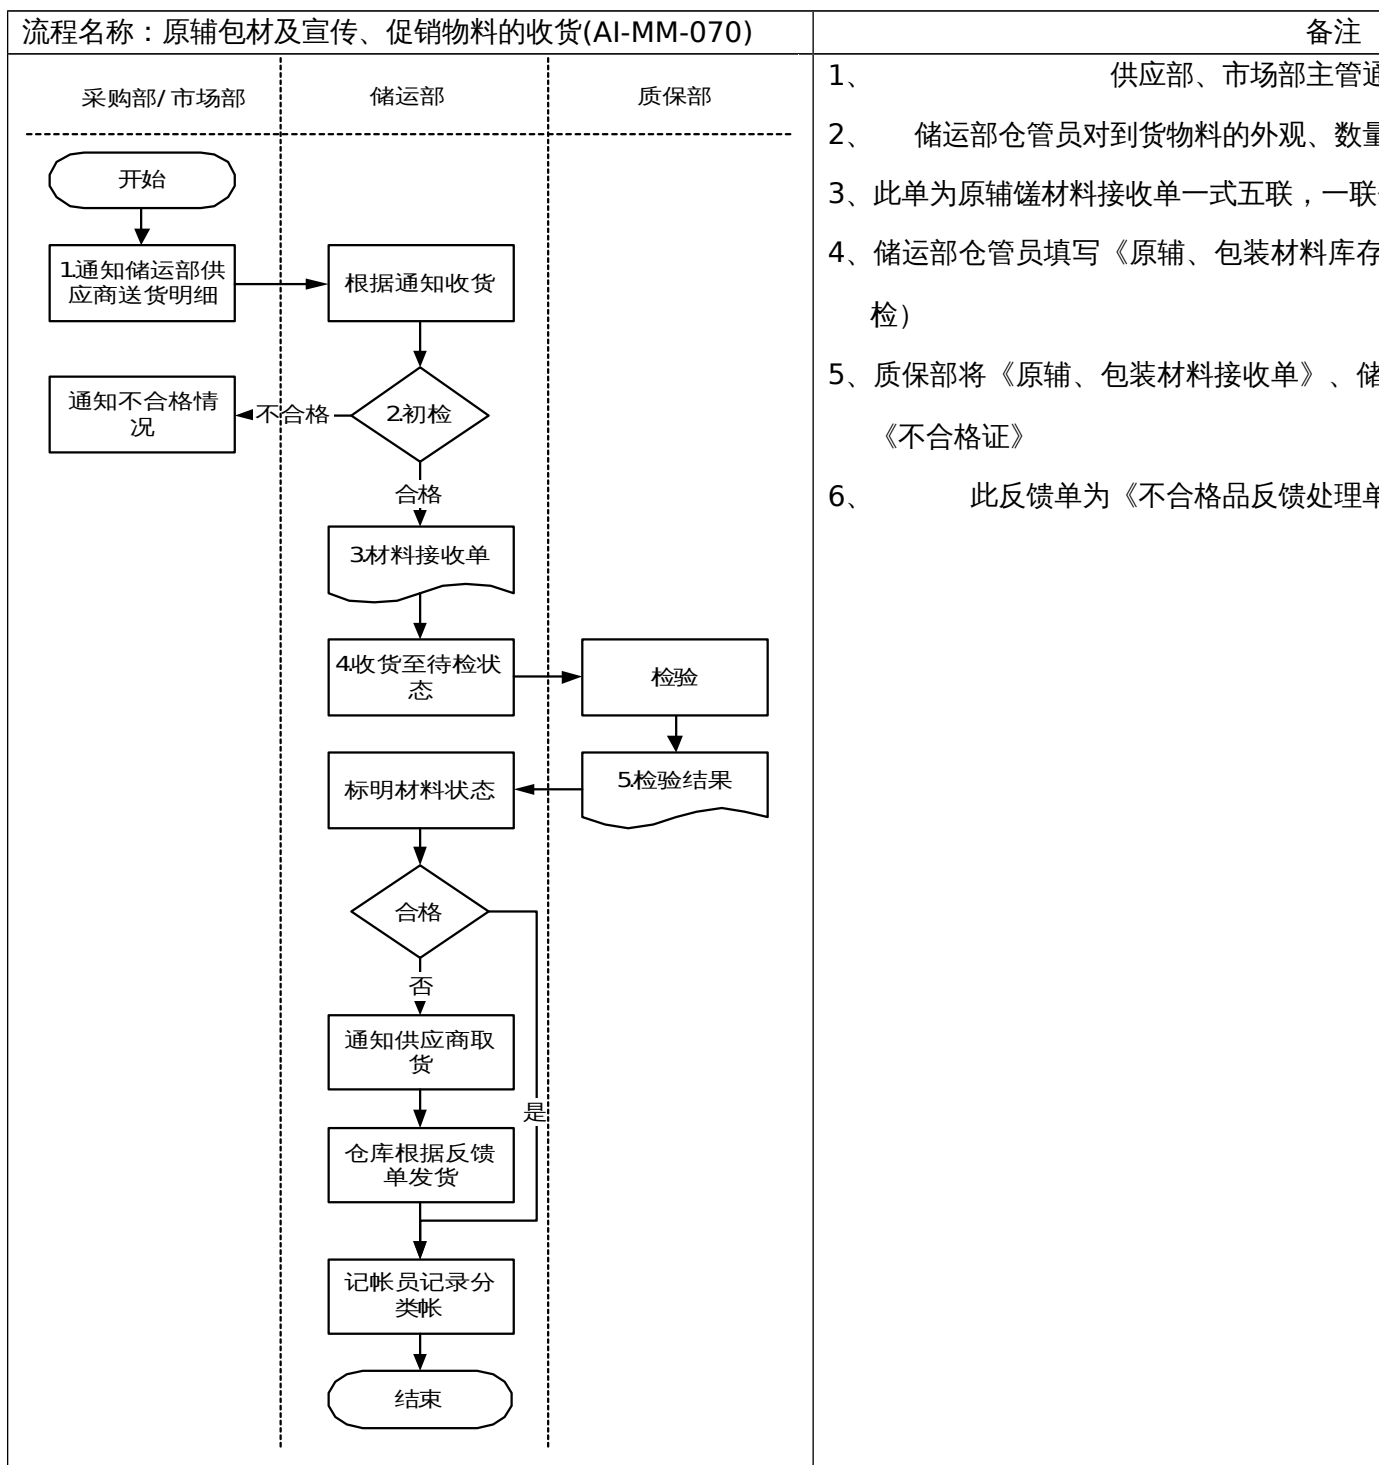 流程名称：原辅包材及宣传、促销物料的收货(AI-MM-070)
备注
采购部/市场部
储运部
质保部
开始
1.通知储运部供
应商送货明细
根据通知收货
通知不合格情
况
不合格
2.初检
合格
3.材料接收单
4.收货至待检状
态
检验
标明材料状态
5.检验结果
合格
否
通知供应商取
货
是
仓库根据反馈
单发货
记帐员记录分
类帐
结束
1、 供应部、市场部主管通
2、 储运部仓管员对到货物料的外观、数量
3、此单为原辅馐材料接收单一式五联，一联
4、储运部仓管员填写《原辅、包装材料库存
检）
5、质保部将《原辅、包装材料接收单》、储
《不合格证》
6、 此反馈单为《不合格品反馈处理单